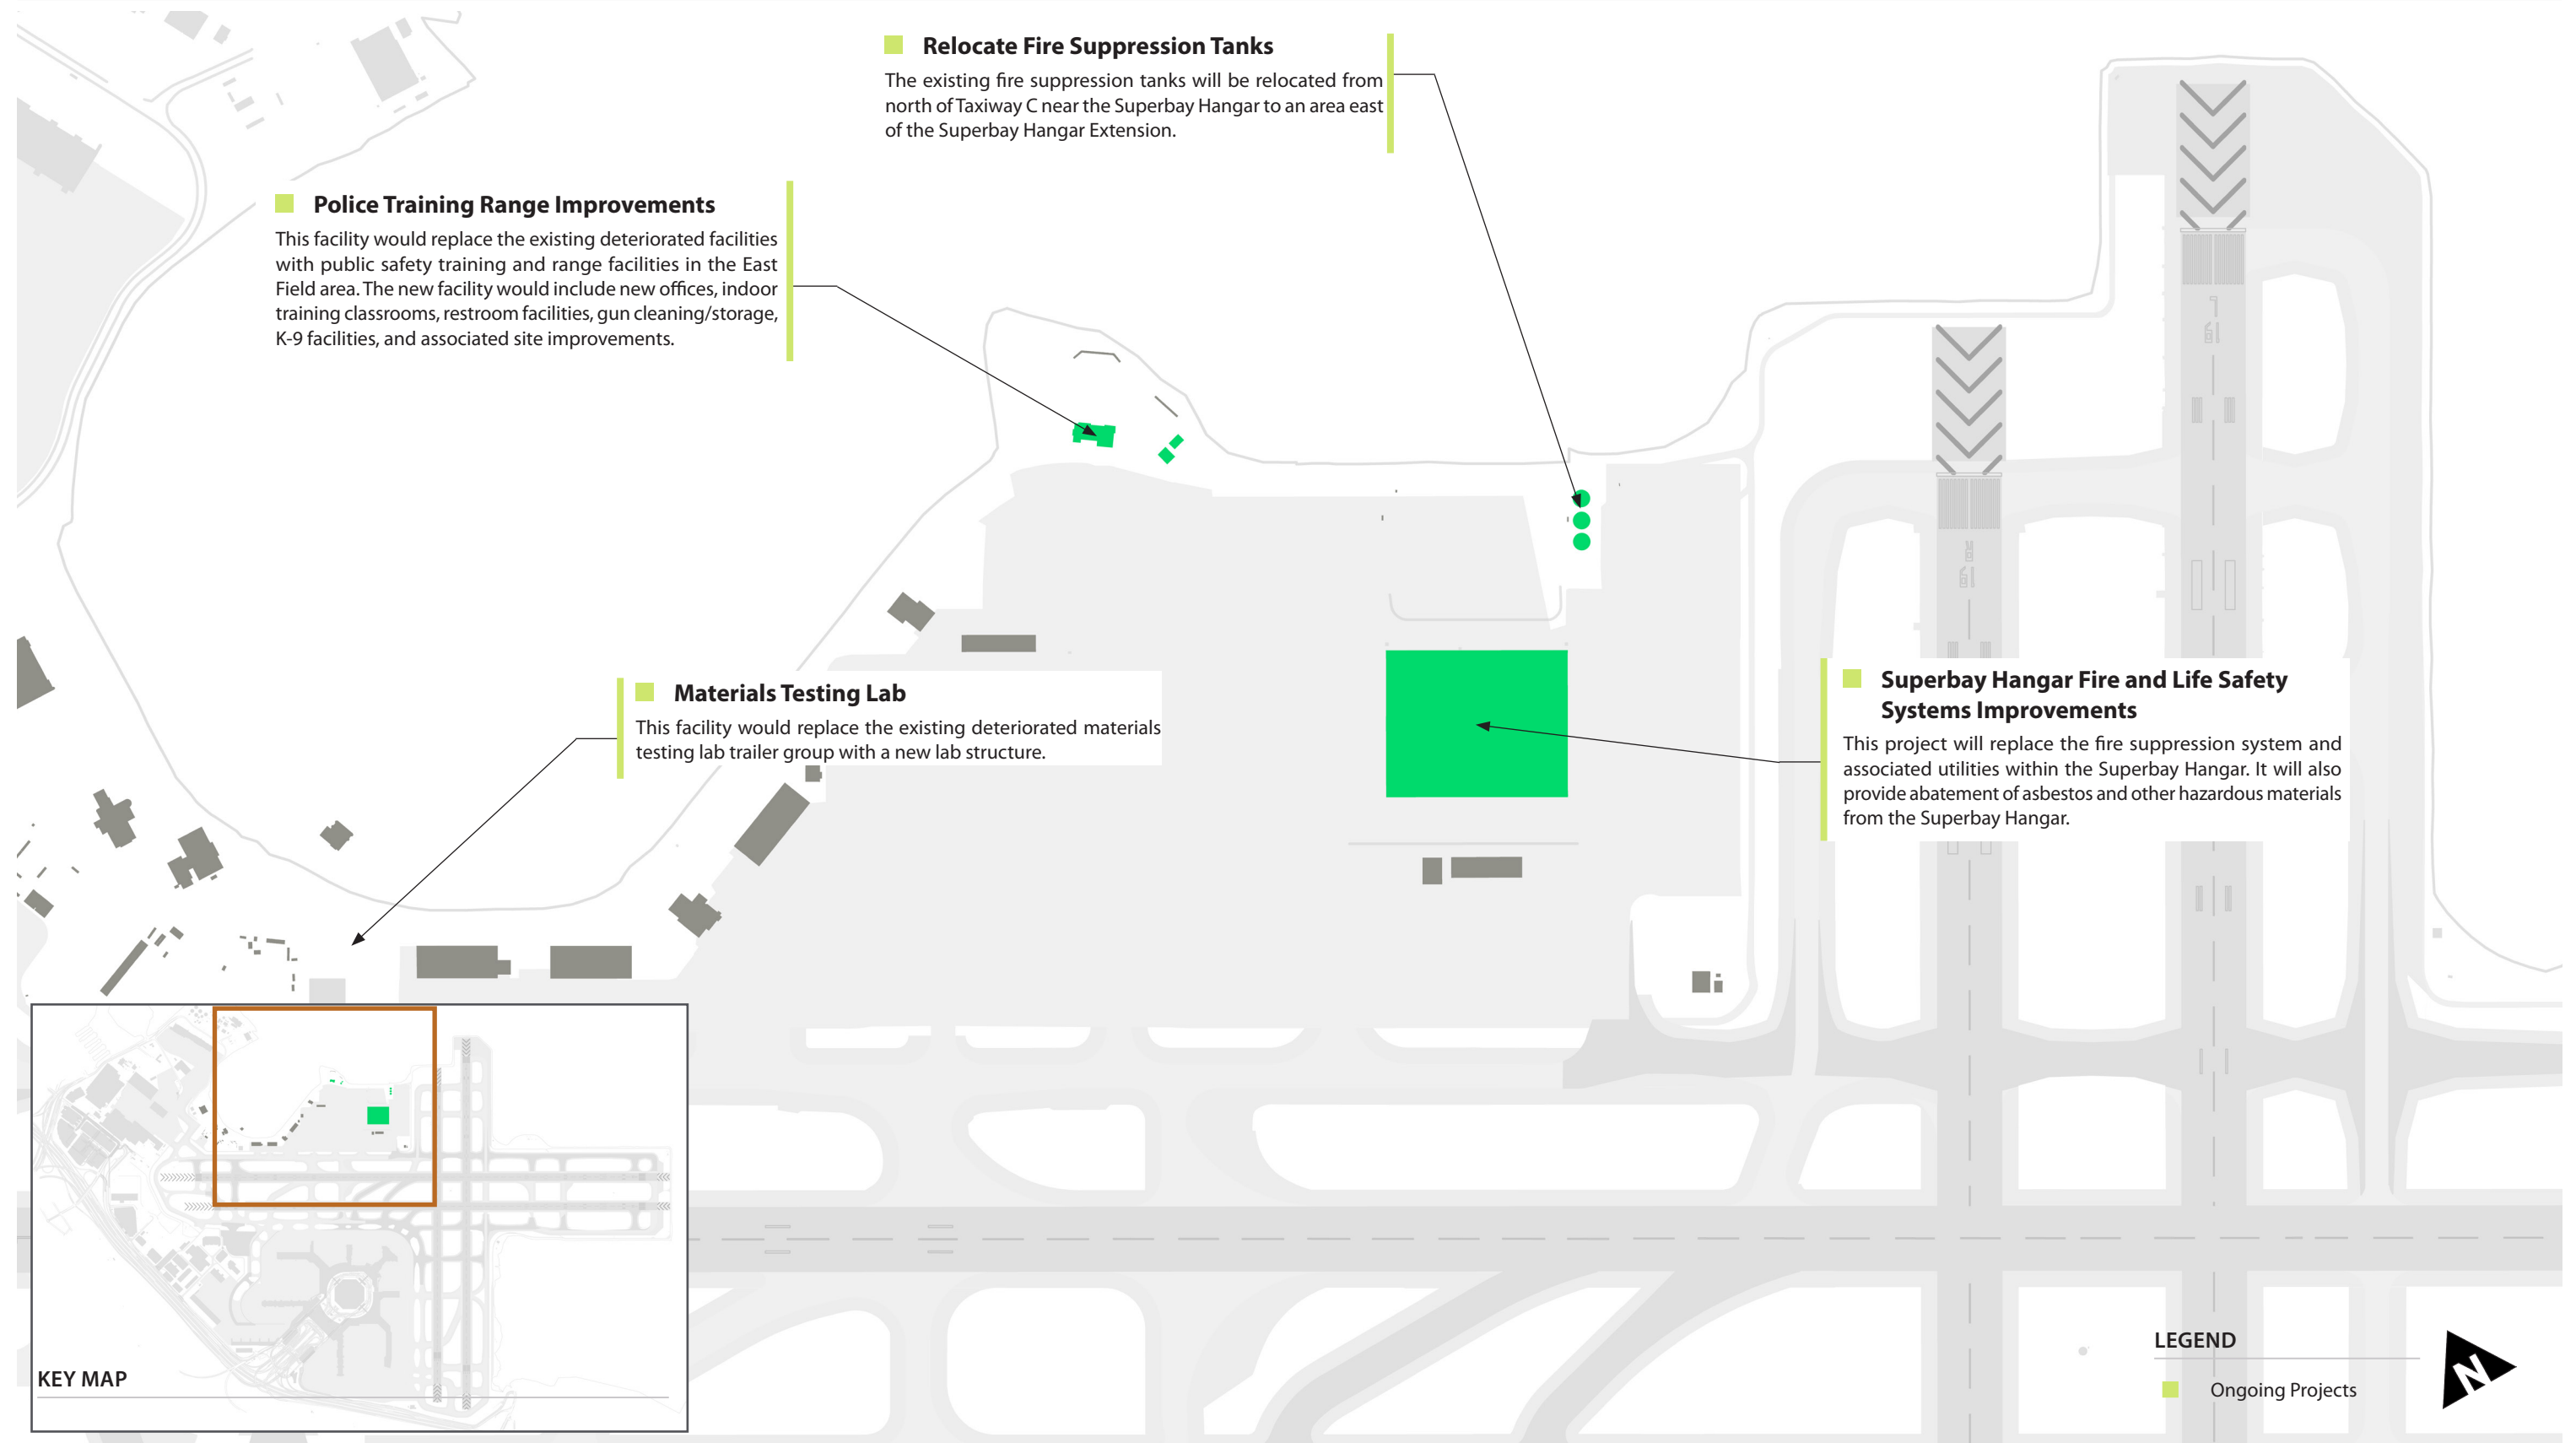 Relocate Fire Suppression Tanks
The existing fire suppression tanks will be relocated from
north of Taxiway C near the Superbay Hangar to an area east
of the Superbay Hangar Extension.
Police Training Range Improvements
This facility would replace the existing deteriorated facilities
with public safety training and range facilities in the East
Field area. The new facility would include new offices, indoor
training classrooms, restroom facilities, gun cleaning/storage,
K-9 facilities, and associated site improvements.
Materials Testing Lab
This facility would replace the existing deteriorated materials
testing lab trailer group with a new lab structure.
Superbay Hangar Fire and Life Safety
Systems Improvements
This project will replace the fire suppression system and
associated utilities within the Superbay Hangar. It will also
provide abatement of asbestos and other hazardous materials
from the Superbay Hangar.
KEY MAP
LEGEND
Ongoing Projects
N